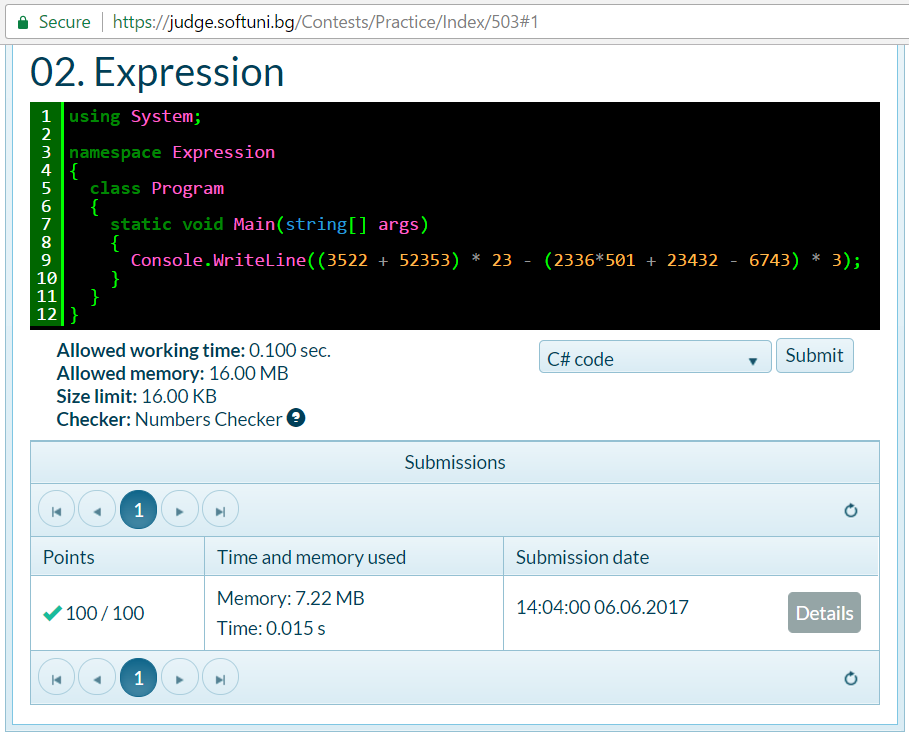 Secure https://judge.softuni.bg/Contests/Practice/Index/503#1
02. Expression
1 using System;
2
3 namespace Expression
4 {
5 class Program
6 {
7 static void Main(string[] args)
8 {
9 Console.WriteLine((3522 + 52353) * 23 - (2336*501 + 23432 - 6743) * 3);
10 }
11 }
12 }
Allowed working time: 0.100 sec.
Allowed memory: 16.00 MB
Size limit: 16.00 KB
Checker: Numbers Checker ?
C# code
Submit
Submissions
1
Points Time and memory used Submission date
100 / 100
Memory: 7.22 MB
Time: 0.015 s
14:04:00 06.06.2017
Details
1